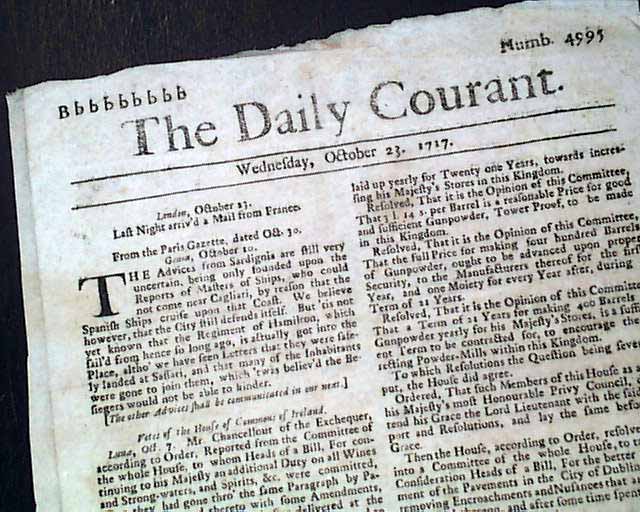 Numb. 4995
Bbbbbbbbb
The Daily Courant.
Wednesday, October 23. 1717.
London, October 23.
Last Night arriv'd a Mail from France.
From the Paris Gazette, dated Oct. 30.
Genoa, October 10.
THE Advices from Sardignia are still very
uncertain, being only founded upon the
Reports of Masters of Ships, who could
not come near Cagliari, by reason that the
Spanish Ships cruise upon that Coast. We believe
however, that the City still defends itself. But 'tis not
yet known that the Regiment of Hamilton, which
sail'd from hence so long ago, is actually got into the
Place, altho' we have seen Letters that they were safe-
ly landed at Sassari, and that many of the Inhabitants
were gone to join them, which 'twas believ'd the Be-
siegers would not be able to hinder.
[The other Advices shall be communicated in our next.]
Votes of the House of Commons of Ireland.
Luna, Oct. 7. Mr. Chancellour of the Exchequer,
according to Order, Reported from the Committee of
the whole House, to whom Heads of a Bill, For con-
tinuing to his Majesty an additional Duty on all Wines
and Strong-waters, and Spirits, &c. were committed,
they had gone thro' the same Paragraph by Pa-
thereto with some Amendments,
delivered at the
laid up yearly for Twenty one Years, towards increa-
sing his Majesty's Stores in this Kingdom.
Resolved, That it is the Opinion of this Committee,
That 3 l. 14 s. per Barrel is a reasonable Price for good
and sufficient Gunpowder, Tower Proof, to be made
in this Kingdom.
Resolved, That it is the Opinion of this Committee,
That the full Price for making four hundred Barrels
of Gunpowder, ought to be advanced upon proper
Security, to the Manufacturers thereof for the first
Year, and one Moiety for every Year after, during
Term of 21 Years.
Resolved, That it is the Opinion of this Committee
That a Term of 21 Years for making 400 Barrels
Gunpowder yearly for his Majesty's Stores, is a suffi
ent Term to be contracted for, to encourage the
recting Powder-Mills within this Kingdom.
To which Resolutions the Question being seve
put, the House did agree.
Ordered, That such Members of this House as a
his Majesty's most Honourable Privy Council,
tend his Grace the Lord Lieutenant with the said
port and Resolutions, and lay the same before
Grace.
Then the House, according to Order, resolve
into a Committee of the whole House, to
Consideration Heads of a Bill, For the better
ment of the Pavements in the City of Dublin
removing Encroachments and Nusances that a
and after some time spen